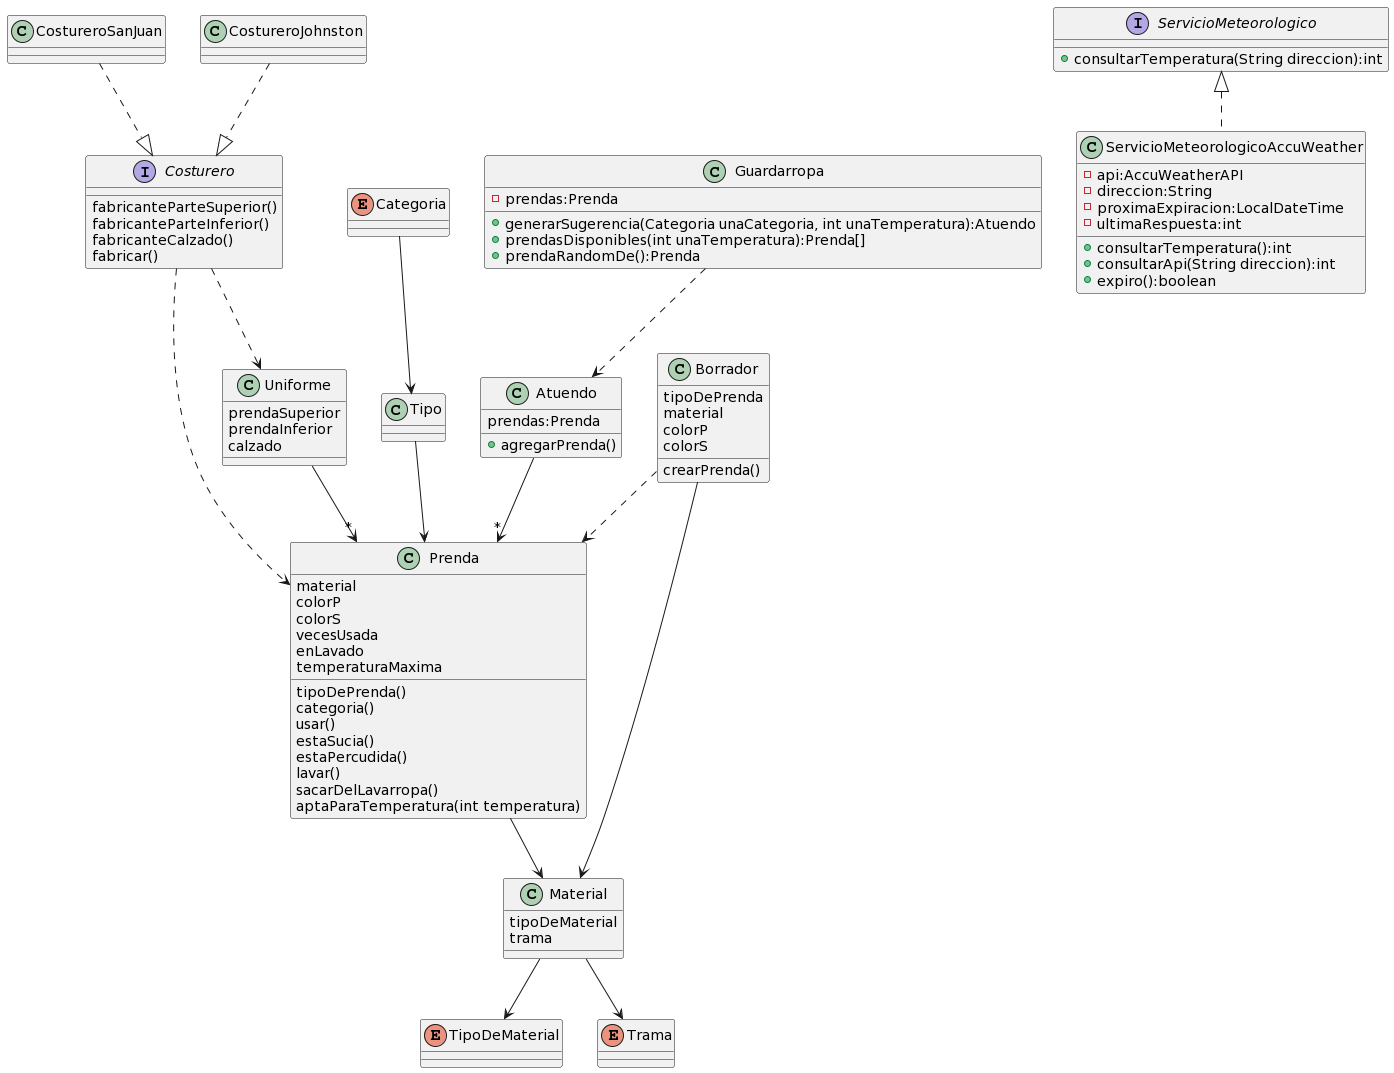 C CostureroSanJuan
C CostureroJohnston
I ServicioMeteorologico
consultarTemperatura(String direccion):int
I Costurero
fabricanteParteSuperior()
fabricanteParteInferior()
fabricanteCalzado()
fabricar()
E Categoria
C Guardarropa
prendas:Prenda
generarSugerencia(Categoria unaCategoria, int unaTemperatura):Atuendo
prendasDisponibles(int unaTemperatura):Prenda[]
prendaRandomDe():Prenda
C ServicioMeteorologicoAccuWeather
api:AccuWeatherAPI
direccion:String
proximaExpiracion:LocalDateTime
ultimaRespuesta:int
consultarTemperatura():int
consultarApi(String direccion):int
expiro():boolean
C Uniforme
prendaSuperior
prendaInferior
calzado
C Tipo
C Atuendo
prendas:Prenda
agregarPrenda()
C Borrador
tipoDePrenda
material
colorP
colorS
crearPrenda()
*
*
C Prenda
material
colorP
colorS
vecesUsada
enLavado
temperaturaMaxima
tipoDePrenda()
categoria()
usar()
estaSucia()
estaPercudida()
lavar()
sacarDelLavarropa()
aptaParaTemperatura(int temperatura)
C Material
tipoDeMaterial
trama
E TipoDeMaterial
E Trama